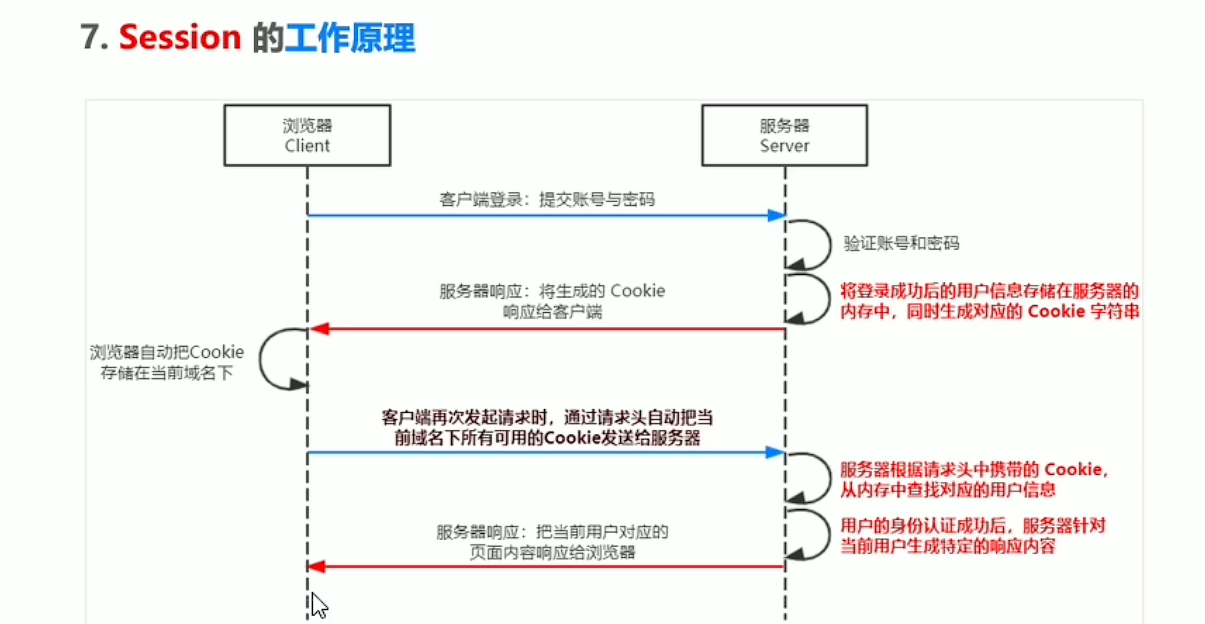 7. Session 的工作原理
浏览器
Client
服务器
Server
客户端登录：提交账号与密码
验证账号和密码
将登录成功后的用户信息存储在服务器的
内存中，同时生成对应的 Cookie 字符串
服务器响应：将生成的 Cookie
响应给客户端
浏览器自动把Cookie
存储在当前域名下
客户端再次发起请求时，通过请求头自动把当
前域名下所有可用的Cookie发送给服务器
服务器根据请求头中携带的 Cookie，
从内存中查找对应的用户信息
用户的身份认证成功后，服务器针对
当前用户生成特定的响应内容
服务器响应：把当前用户对应的
页面内容响应给浏览器